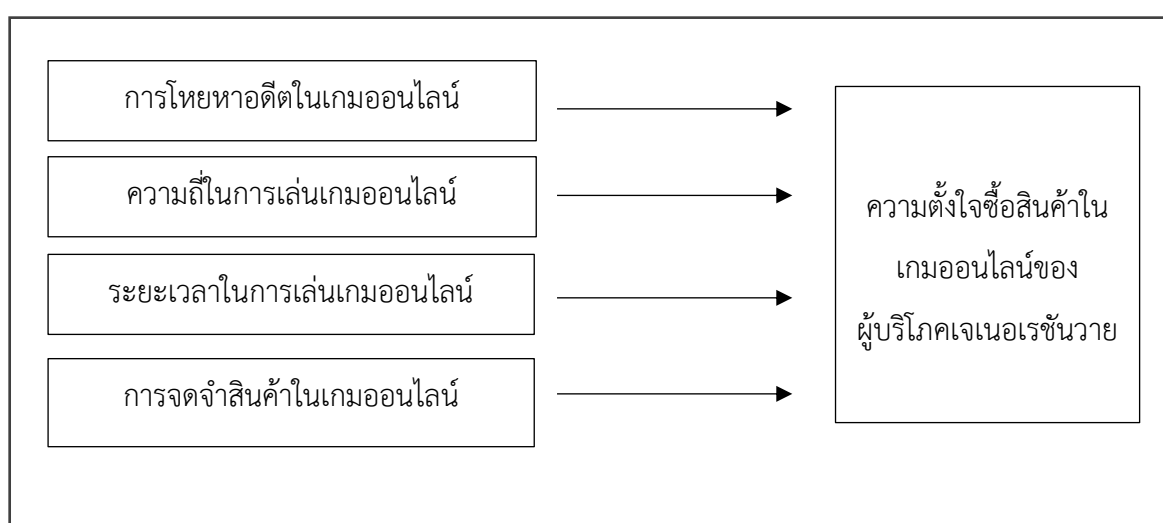 การโหยหาอดีตในเกมออนไลน์
ความถี่ในการเล่นเกมออนไลน์
ระยะเวลาในการเล่นเกมออนไลน์
การจดจำสินค้าในเกมออนไลน์
ความตั้งใจซื้อสินค้าใน
เกมออนไลน์ของ
ผู้บริโภคเจเนอเรชันวาย